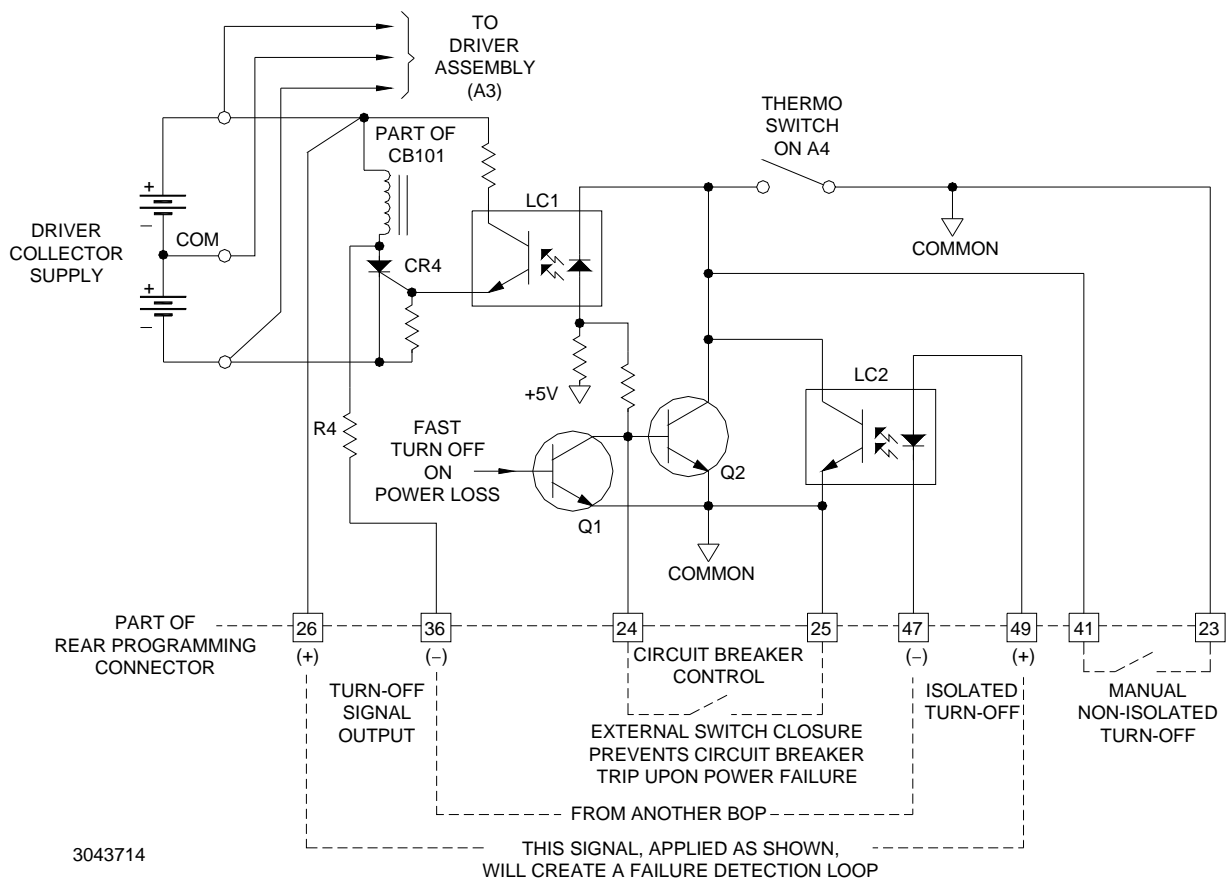 TO
DRIVER
ASSEMBLY
(A3)
THERMO
SWITCH
ON A4
PART OF
CB101
LC1
+
–
DRIVER
COLLECTOR
SUPPLY
COM
COMMON
CR4
+
–
+5V
LC2
R4
FAST
TURN OFF
ON
POWER LOSS
Q2
Q1
COMMON
PART OF
REAR PROGRAMMING
CONNECTOR
26
36
24
25
47
49
41
23
(+)
(–)
CIRCUIT BREAKER
CONTROL
(–)
(+)
TURN-OFF
SIGNAL
OUTPUT
ISOLATED
TURN-OFF
MANUAL
NON-ISOLATED
TURN-OFF
EXTERNAL SWITCH CLOSURE
PREVENTS CIRCUIT BREAKER
TRIP UPON POWER FAILURE
FROM ANOTHER BOP
THIS SIGNAL, APPLIED AS SHOWN,
WILL CREATE A FAILURE DETECTION LOOP
3043714